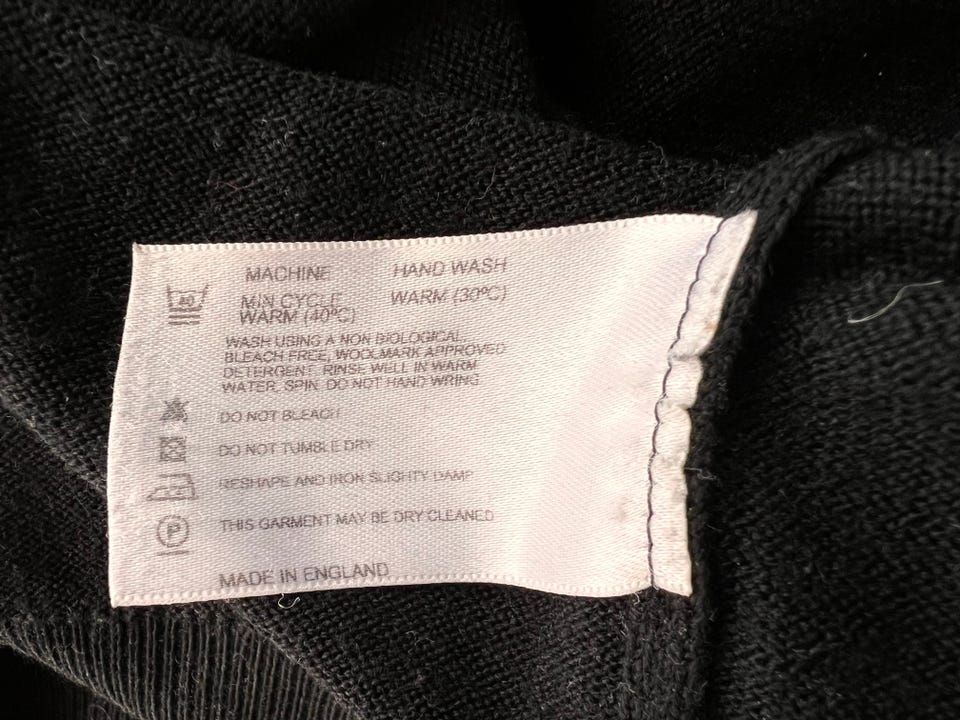 MACHINE HAND WASH
40 MIN CYCLE WARM (30ºC)
WARM (40ºC)
WASH USING A NON BIOLOGICAL,
BLEACH FREE, WOOLMARK APPROVED
DETERGENT. RINSE WELL IN WARM
WATER. SPIN. DO NOT HAND WRING.
DO NOT BLEACH
DO NOT TUMBLE DRY
RESHAPE AND IRON SLIGHTY DAMP
P THIS GARMENT MAY BE DRY CLEANED
MADE IN ENGLAND